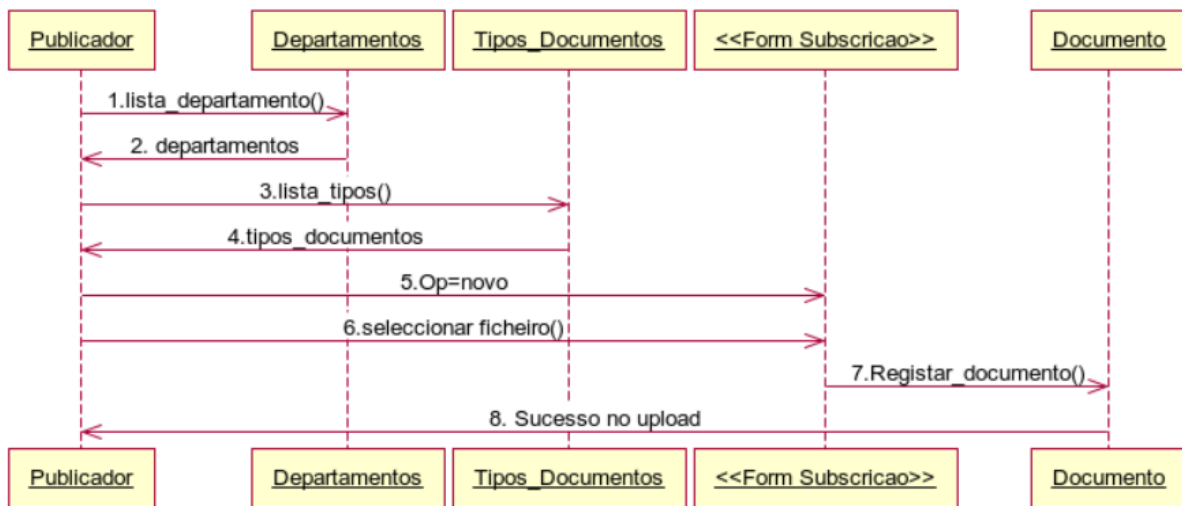 Publicador
Departamentos
Tipos_Documentos
<<Form Subscricao>>
Documento
1.lista_departamento()
2. departamentos
3.lista_tipos()
4.tipos_documentos
5.Op=novo
6.seleccionar ficheiro()
7.Registar_documento()
8. Sucesso no upload
Publicador
Departamentos
Tipos_Documentos
<<Form Subscricao>>
Documento